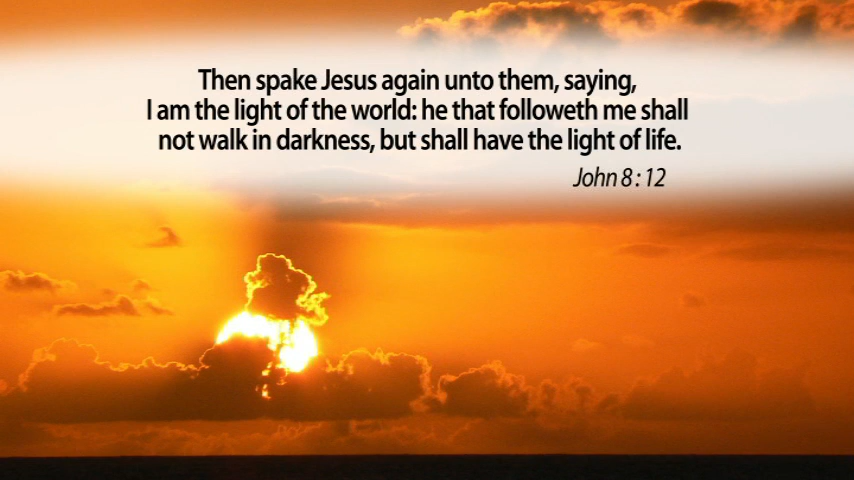 Then spake Jesus again unto them, saying,
I am the light of the world: he that followeth me shall
not walk in darkness, but shall have the light of life.
John 8 : 12